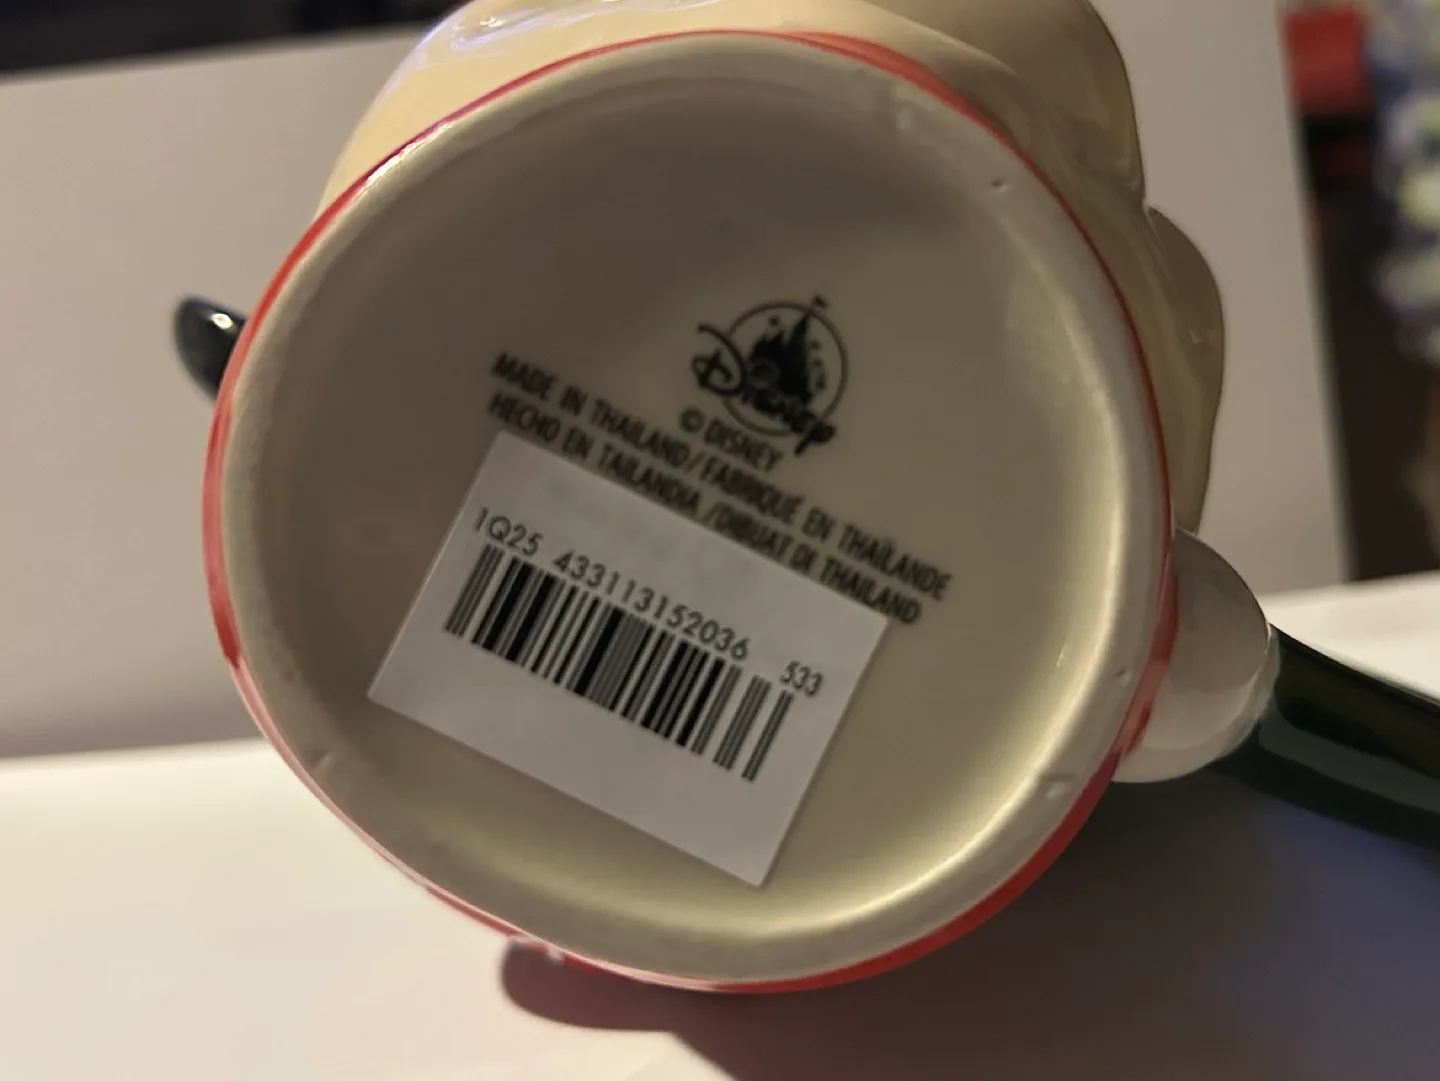 Disney
© DISNEY
MADE IN THAILAND/FABRIQUÉ EN THAÏLANDE
HECHO EN TAILANDIA /DIBUAT DI THAILAND
1Q25 433113152036 533